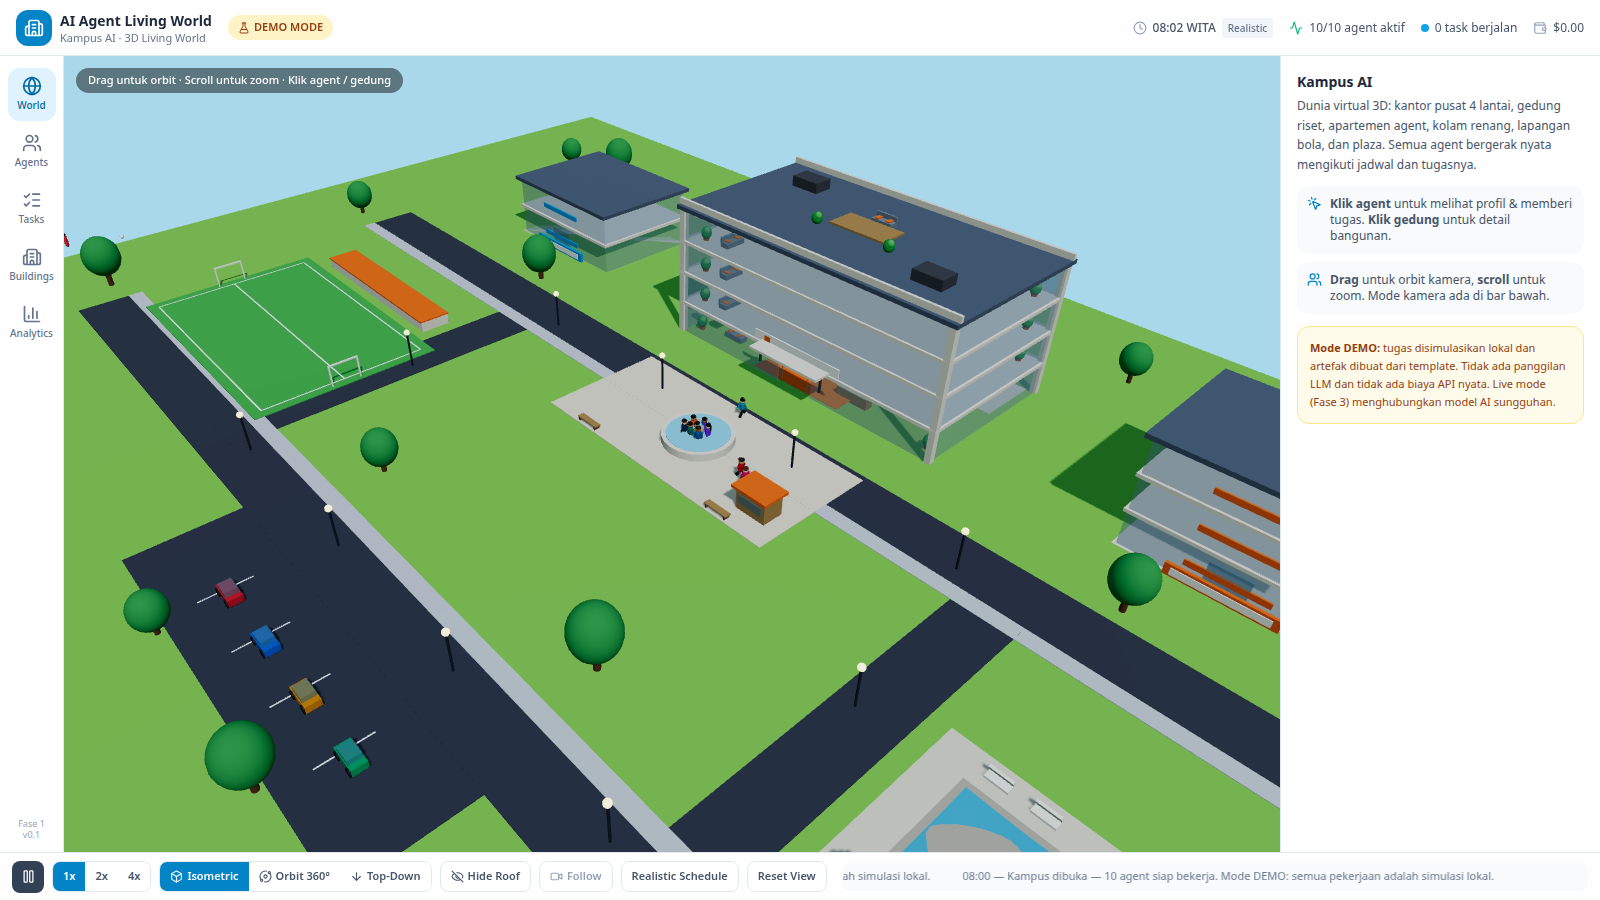 AI Agent Living World
Kampus AI · 3D Living World
DEMO MODE
08:02 WITA
Realistic
10/10 agent aktif
0 task berjalan
$0.00
World
Agents
Tasks
Buildings
Analytics
Fase 1
v0.1
Drag untuk orbit · Scroll untuk zoom · Klik agent / gedung
Kampus AI
Dunia virtual 3D: kantor pusat 4 lantai, gedung
riset, apartemen agent, kolam renang, lapangan
bola, dan plaza. Semua agent bergerak nyata
mengikuti jadwal dan tugasnya.
Klik agent untuk melihat profil & memberi
tugas. Klik gedung untuk detail
bangunan.
Drag untuk orbit kamera, scroll untuk
zoom. Mode kamera ada di bar bawah.
Mode DEMO: tugas disimulasikan lokal dan
artefak dibuat dari template. Tidak ada panggilan
LLM dan tidak ada biaya API nyata. Live mode
(Fase 3) menghubungkan model AI sungguhan.
1x
2x
4x
Isometric
Orbit 360°
Top-Down
Hide Roof
Follow
Realistic Schedule
Reset View
ah simulasi lokal.
08:00 — Kampus dibuka — 10 agent siap bekerja. Mode DEMO: semua pekerjaan adalah simulasi lokal.